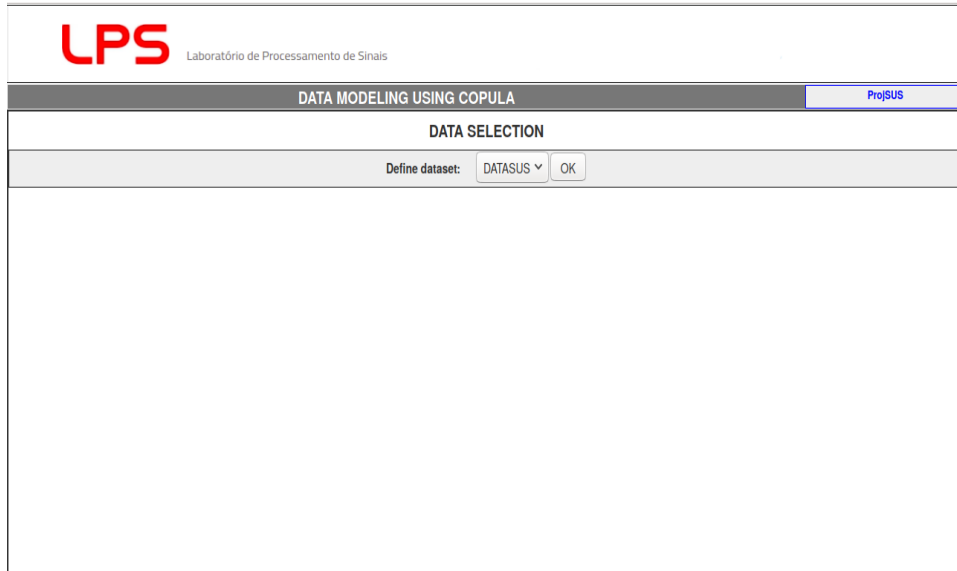 LPS Laboratório de Processamento de Sinais
DATA MODELING USING COPULA ProjSUS
DATA SELECTION
Define dataset: DATASUS OK